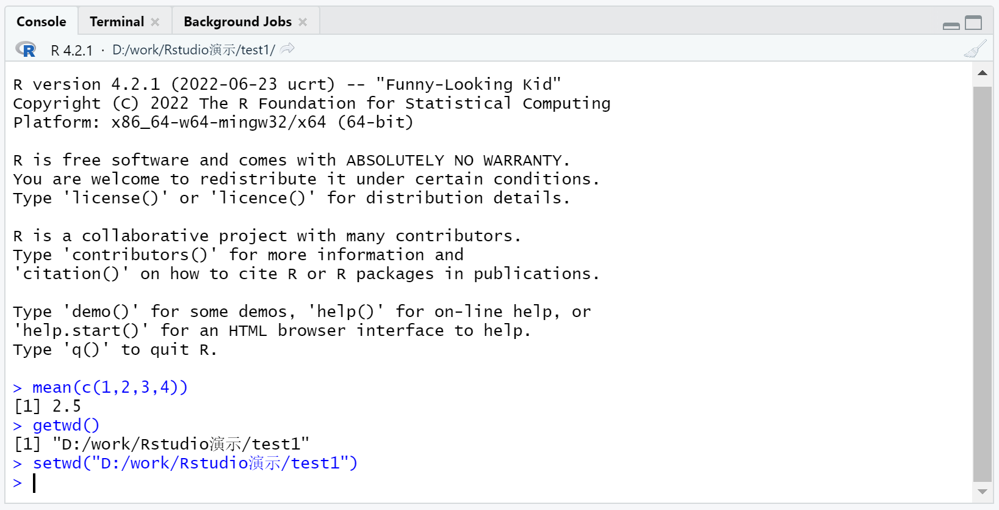 Console Terminal Background Jobs
R R 4.2.1 · D:/work/Rstudio演示/test1/
R version 4.2.1 (2022-06-23 ucrt) -- "Funny-Looking Kid"
Copyright (C) 2022 The R Foundation for Statistical Computing
Platform: x86_64-w64-mingw32/x64 (64-bit)
R is free software and comes with ABSOLUTELY NO WARRANTY.
You are welcome to redistribute it under certain conditions.
Type 'license()' or 'licence()' for distribution details.
R is a collaborative project with many contributors.
Type 'contributors()' for more information and
'citation()' on how to cite R or R packages in publications.
Type 'demo()' for some demos, 'help()' for on-line help, or
'help.start()' for an HTML browser interface to help.
Type 'q()' to quit R.
> mean(c(1,2,3,4))
[1] 2.5
> getwd()
[1] "D:/work/Rstudio演示/test1"
> setwd("D:/work/Rstudio演示/test1")
>